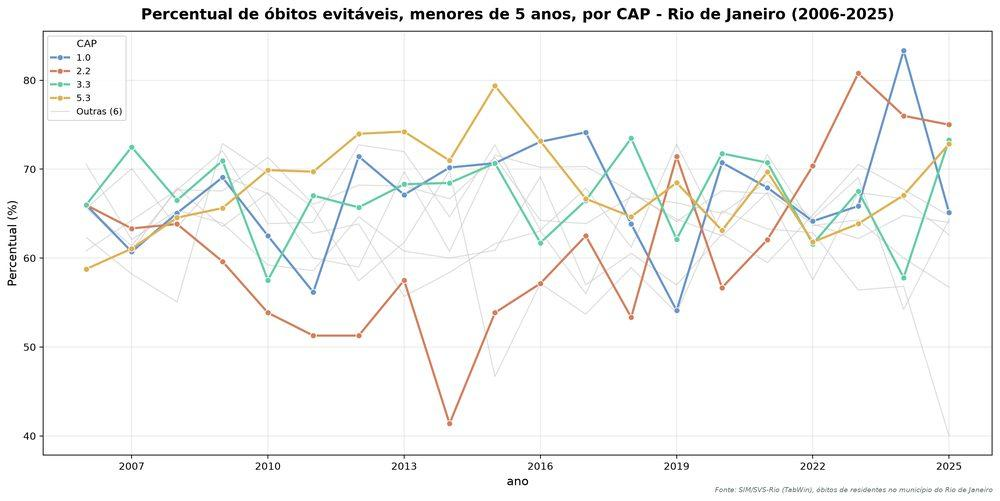 Percentual de óbitos evitáveis, menores de 5 anos, por CAP - Rio de Janeiro (2006-2025)
CAP
1.0
2.2
3.3
5.3
Outras (6)
Percentual (%)
80
70
60
50
40
2007
2010
2013
2016
2019
2022
2025
ano
Fonte: SIM/SVS-Rio (TabWin), óbitos de residentes no município do Rio de Janeiro